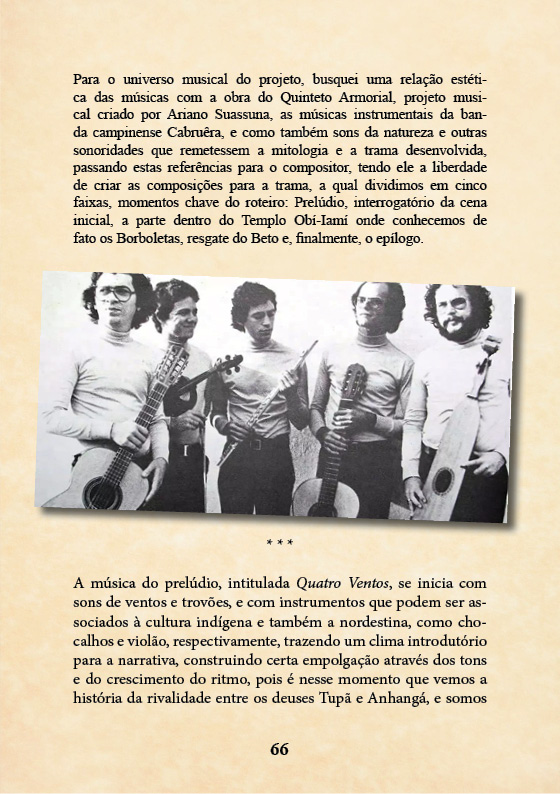 Para o universo musical do projeto, busquei uma relação estéti-
ca das músicas com a obra do Quinteto Armorial, projeto musi-
cal criado por Ariano Suassuna, as músicas instrumentais da ban-
da campinense Cabruêra, e como também sons da natureza e outras
sonoridades que remetessem a mitologia e a trama desenvolvida,
passando estas referências para o compositor, tendo ele a liberdade
de criar as composições para a trama, a qual dividimos em cinco
faixas, momentos chave do roteiro: Prelúdio, interrogatório da cena
inicial, a parte dentro do Templo Obí-Iamí onde conhecemos de
fato os Borboletas, resgate do Beto e, finalmente, o epílogo.
* * *
A música do prelúdio, intitulada Quatro Ventos, se inicia com
sons de ventos e trovões, e com instrumentos que podem ser as-
sociados à cultura indígena e também a nordestina, como cho-
calhos e violão, respectivamente, trazendo um clima introdutório
para a narrativa, construindo certa empolgação através dos tons
e do crescimento do ritmo, pois é nesse momento que vemos a
história da rivalidade entre os deuses Tupã e Anhangá, e somos
66